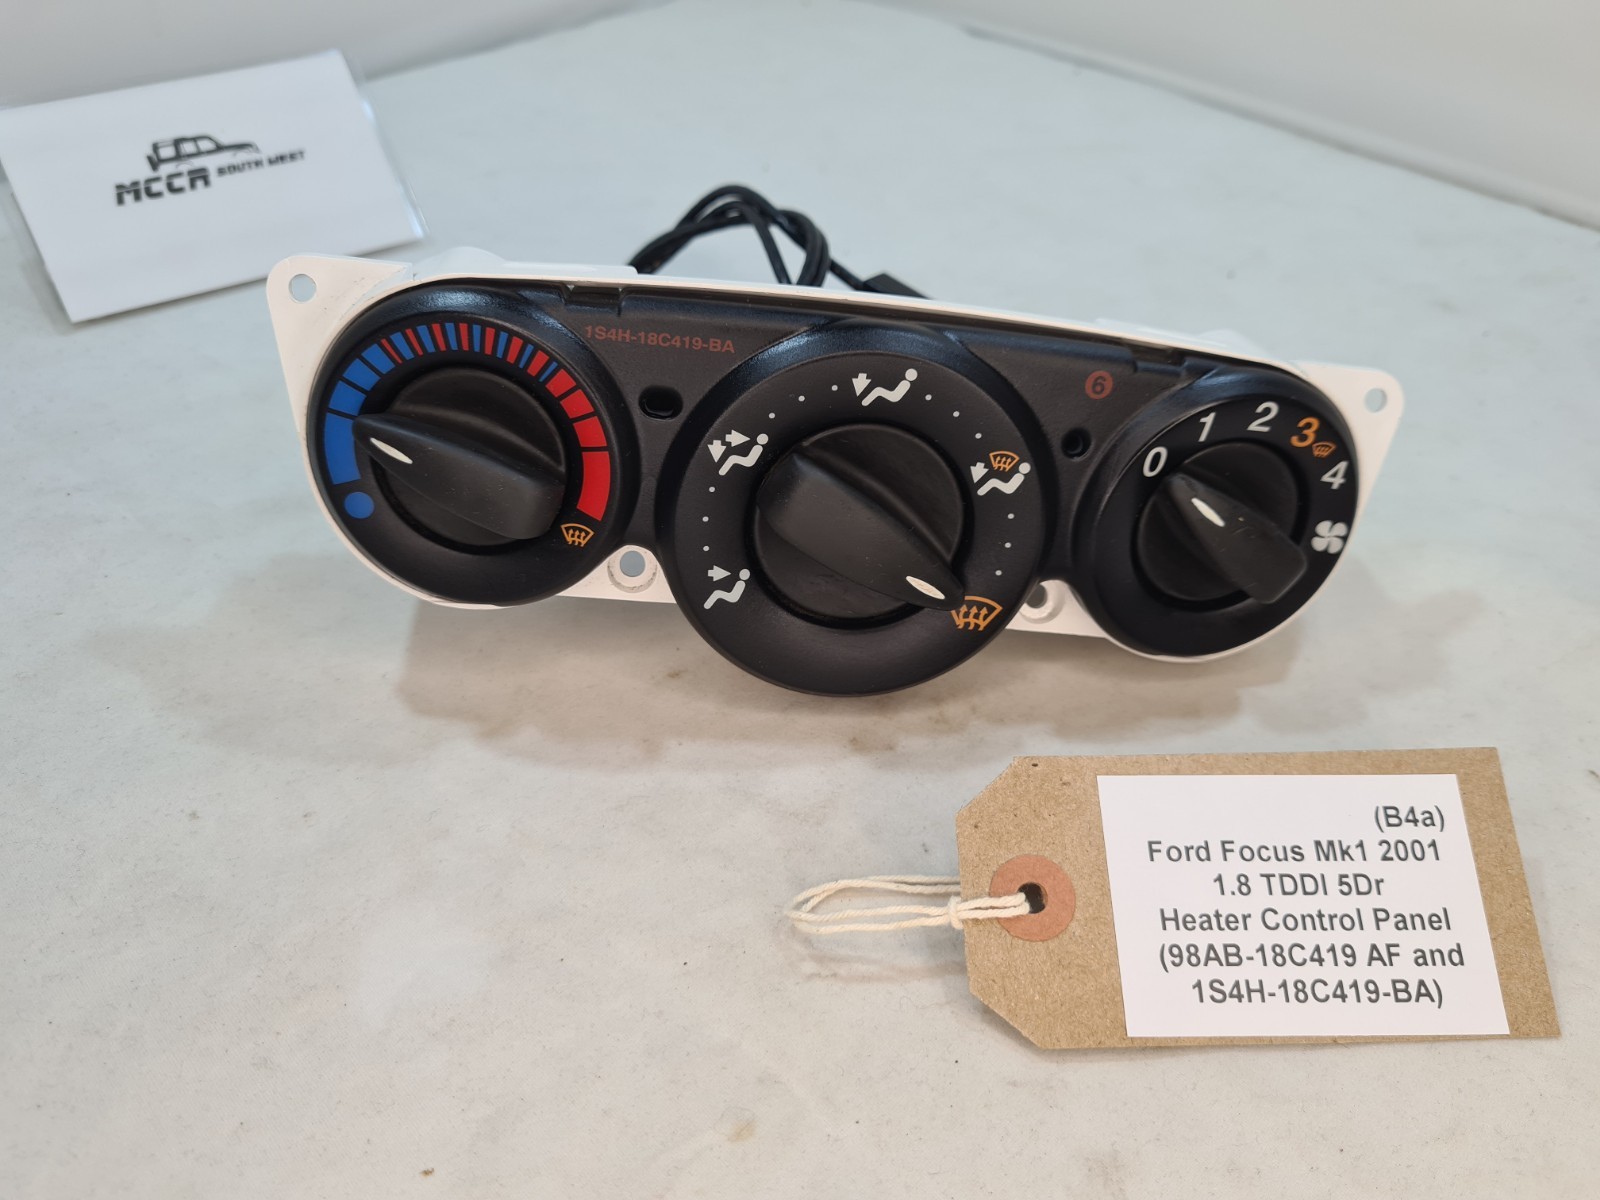 MCCR SOUTH WEST
1S4H-18C419-BA
6
0 1 2 3 4
(B4a)
Ford Focus Mk1 2001
1.8 TDDI 5Dr
Heater Control Panel
(98AB-18C419 AF and
1S4H-18C419-BA)